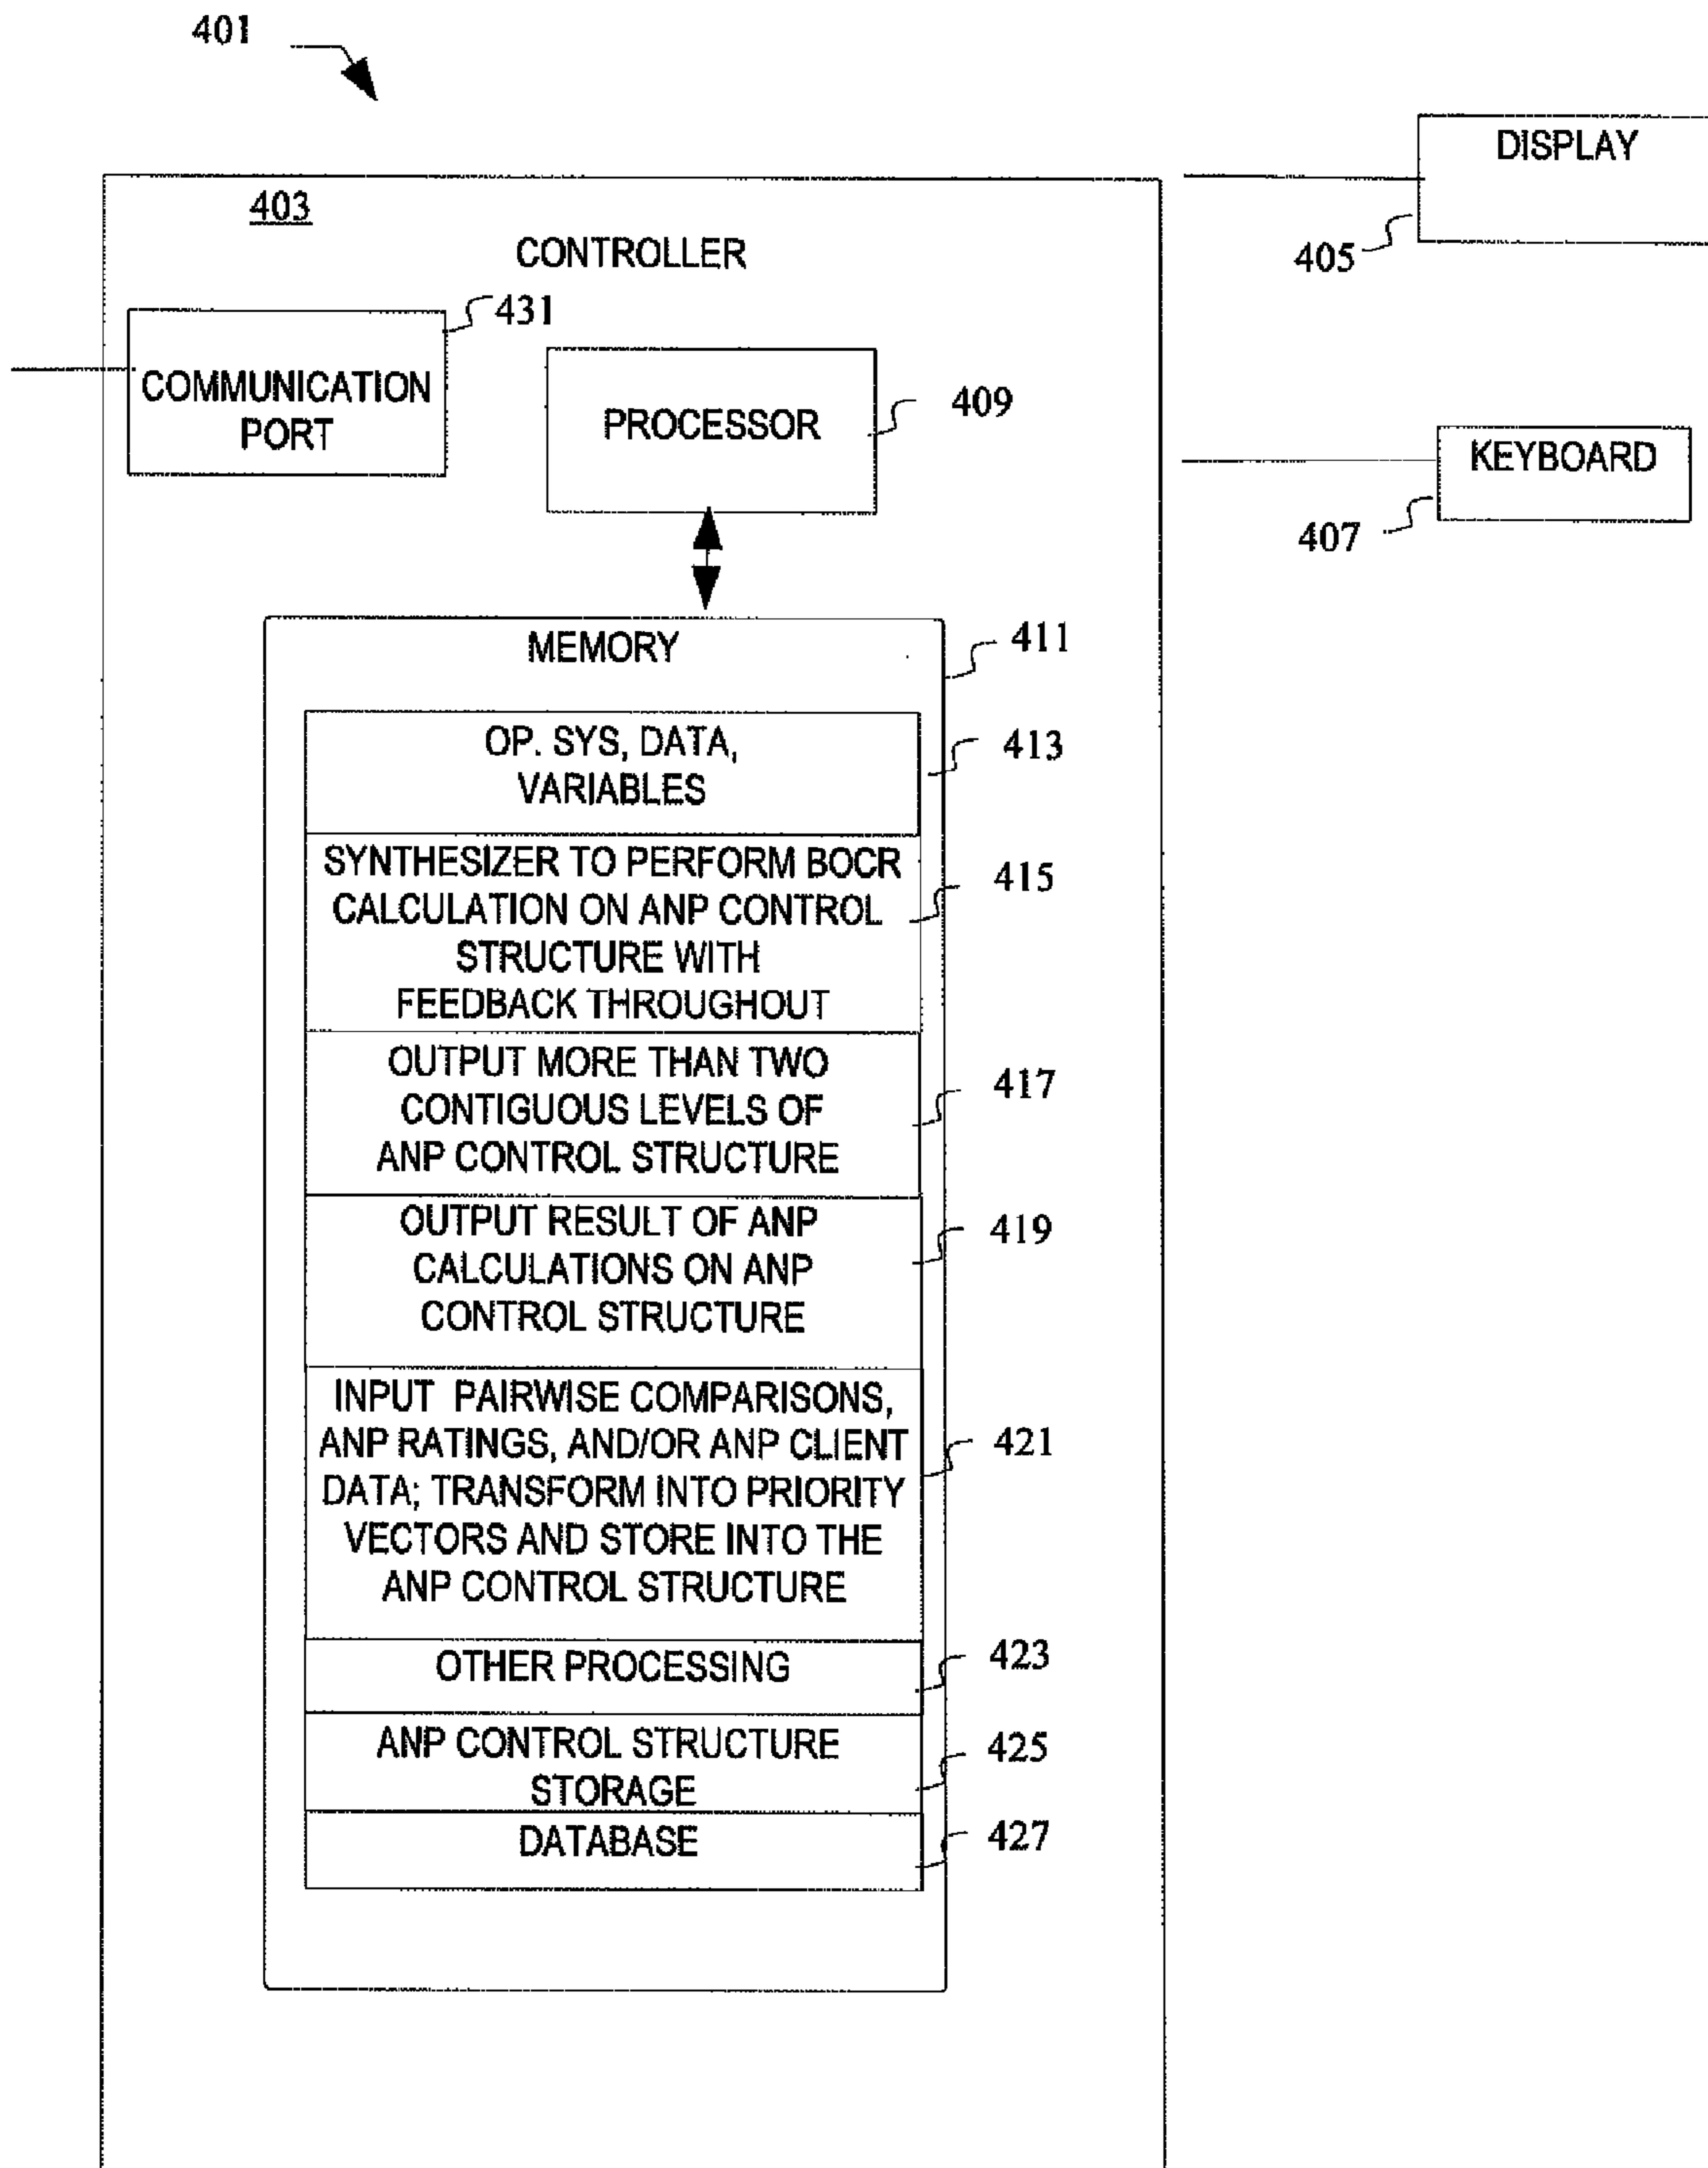 401
DISPLAY
403
CONTROLLER
405
431
COMMUNICATION
PORT
PROCESSOR
409
KEYBOARD
407
MEMORY
411
OP. SYS, DATA,
VARIABLES
413
SYNTHESIZER TO PERFORM BOCR
CALCULATION ON ANP CONTROL
STRUCTURE WITH
FEEDBACK THROUGHOUT
415
OUTPUT MORE THAN TWO
CONTIGUOUS LEVELS OF
ANP CONTROL STRUCTURE
417
OUTPUT RESULT OF ANP
CALCULATIONS ON ANP
CONTROL STRUCTURE
419
INPUT PAIRWISE COMPARISONS,
ANP RATINGS, AND/OR ANP CLIENT
DATA; TRANSFORM INTO PRIORITY
VECTORS AND STORE INTO THE
ANP CONTROL STRUCTURE
421
OTHER PROCESSING
423
ANP CONTROL STRUCTURE
STORAGE
425
DATABASE
427